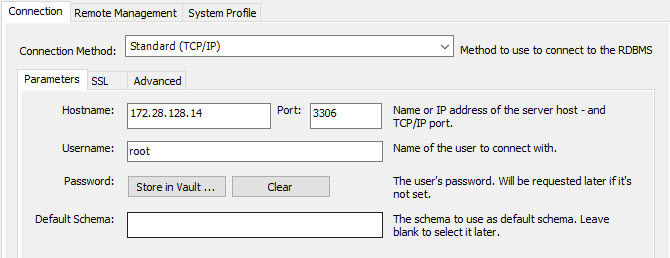 Connection Remote Management System Profile
Connection Method: Standard (TCP/IP) Method to use to connect to the RDBMS
Parameters SSL Advanced
Hostname: 172.28.128.14 Port: 3306 Name or IP address of the server host - and
TCP/IP port.
Username: root Name of the user to connect with.
Password: Store in Vault ... Clear The user's password. Will be requested later if it's
not set.
Default Schema: The schema to use as default schema. Leave
blank to select it later.